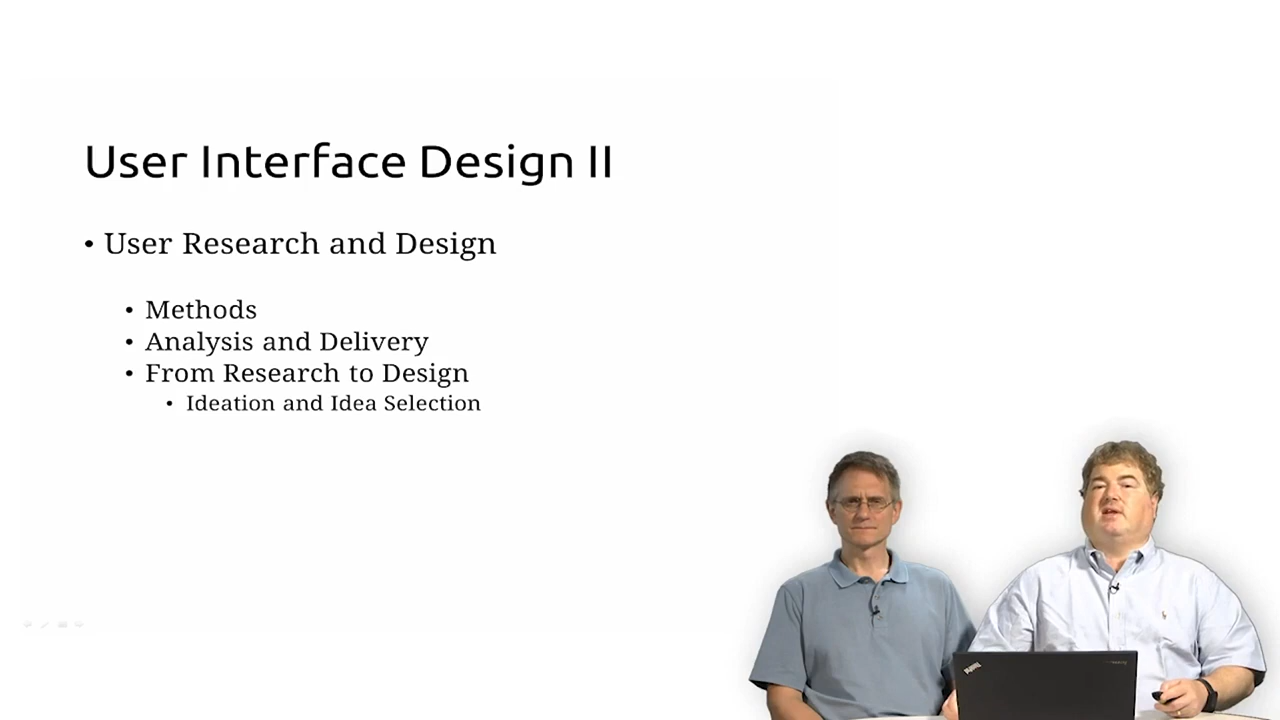 User Interface Design II
• User Research and Design
• Methods
• Analysis and Delivery
• From Research to Design
• Ideation and Idea Selection